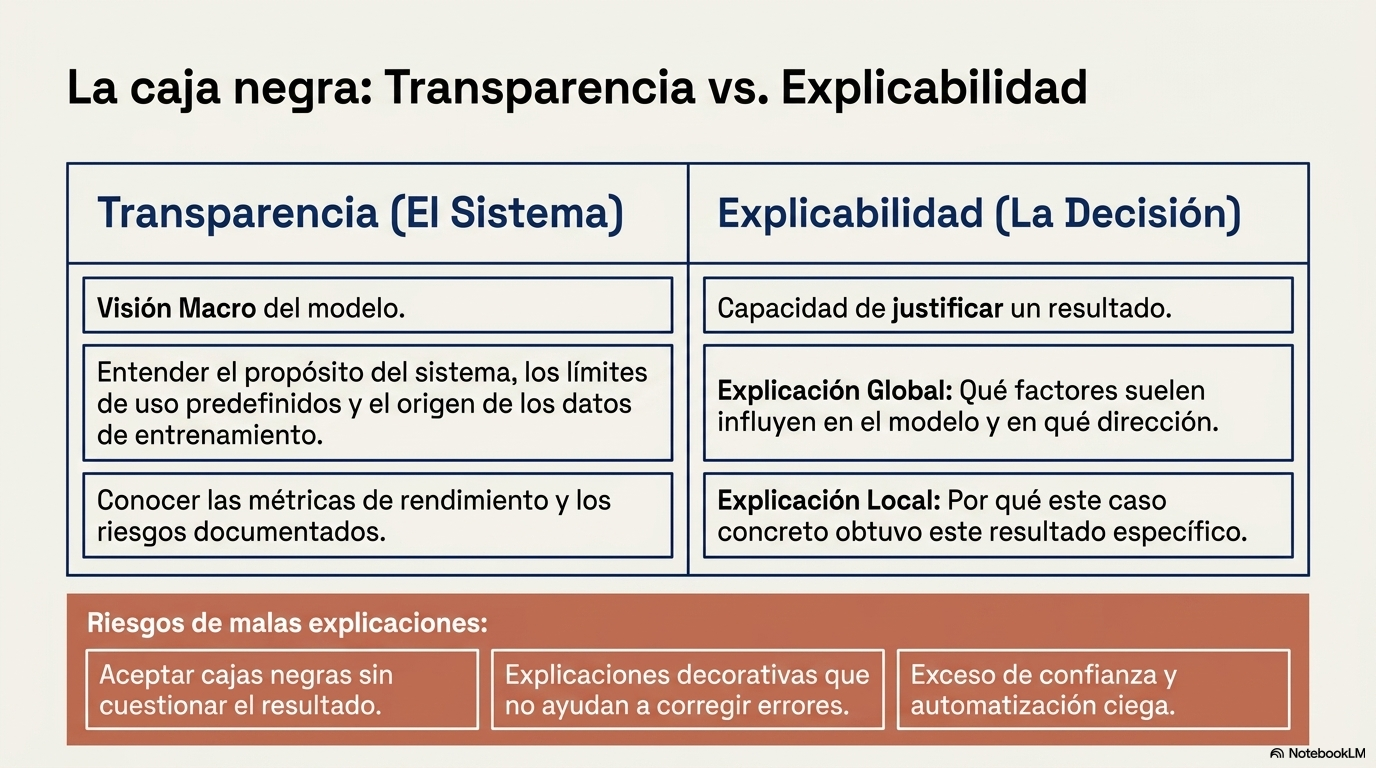 La caja negra: Transparencia vs. Explicabilidad
Transparencia (El Sistema)
Visión Macro del modelo.
Entender el propósito del sistema, los límites
de uso predefinidos y el origen de los datos
de entrenamiento.
Conocer las métricas de rendimiento y los
riesgos documentados.
Explicabilidad (La Decisión)
Capacidad de justificar un resultado.
Explicación Global: Qué factores suelen
influyen en el modelo y en qué dirección.
Explicación Local: Por qué este caso
concreto obtuvo este resultado específico.
Riesgos de malas explicaciones:
Aceptar cajas negras sin
cuestionar el resultado.
Explicaciones decorativas que
no ayudan a corregir errores.
Exceso de confianza y
automatización ciega.
NotebookLM